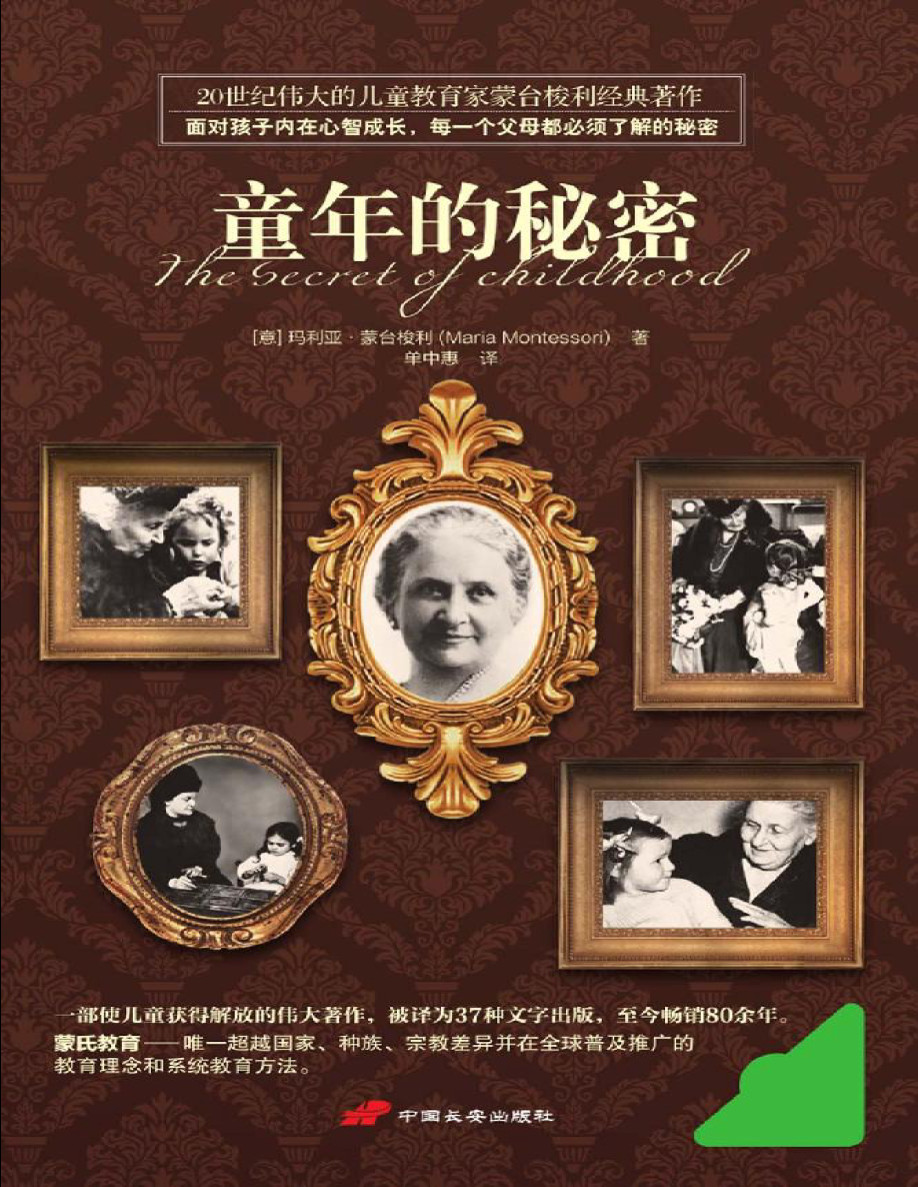 20世纪伟大的儿童教育家蒙台梭利经典著作
面对孩子内在心智成长，每一个父母都必须了解的秘密
童年的秘密
The Secret of childhood
[意] 玛利亚·蒙台梭利 (Maria Montessori) 著
单中惠 译
一部使儿童获得解放的伟大著作，被译为37种文字出版，至今畅销80余年。
蒙氏教育——唯一超越国家、种族、宗教差异并在全球普及推广的
教育理念和系统教育方法。
中国长安出版社